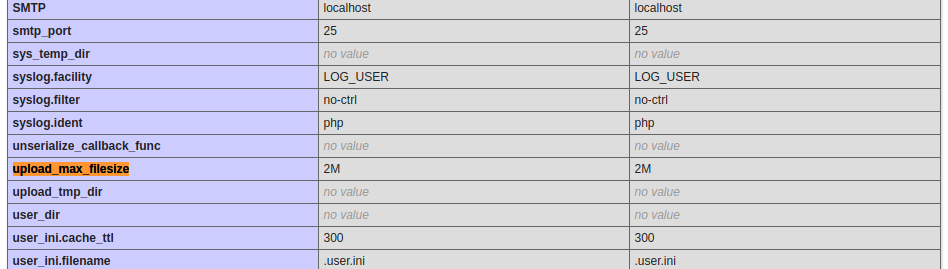 SMTP localhost localhost
smtp_port 25 25
sys_temp_dir no value no value
syslog.facility LOG_USER LOG_USER
syslog.filter no-ctrl no-ctrl
syslog.ident php php
unserialize_callback_func no value no value
upload_max_filesize 2M 2M
upload_tmp_dir no value no value
user_dir no value no value
user_ini.cache_ttl 300 300
user_ini.filename .user.ini .user.ini